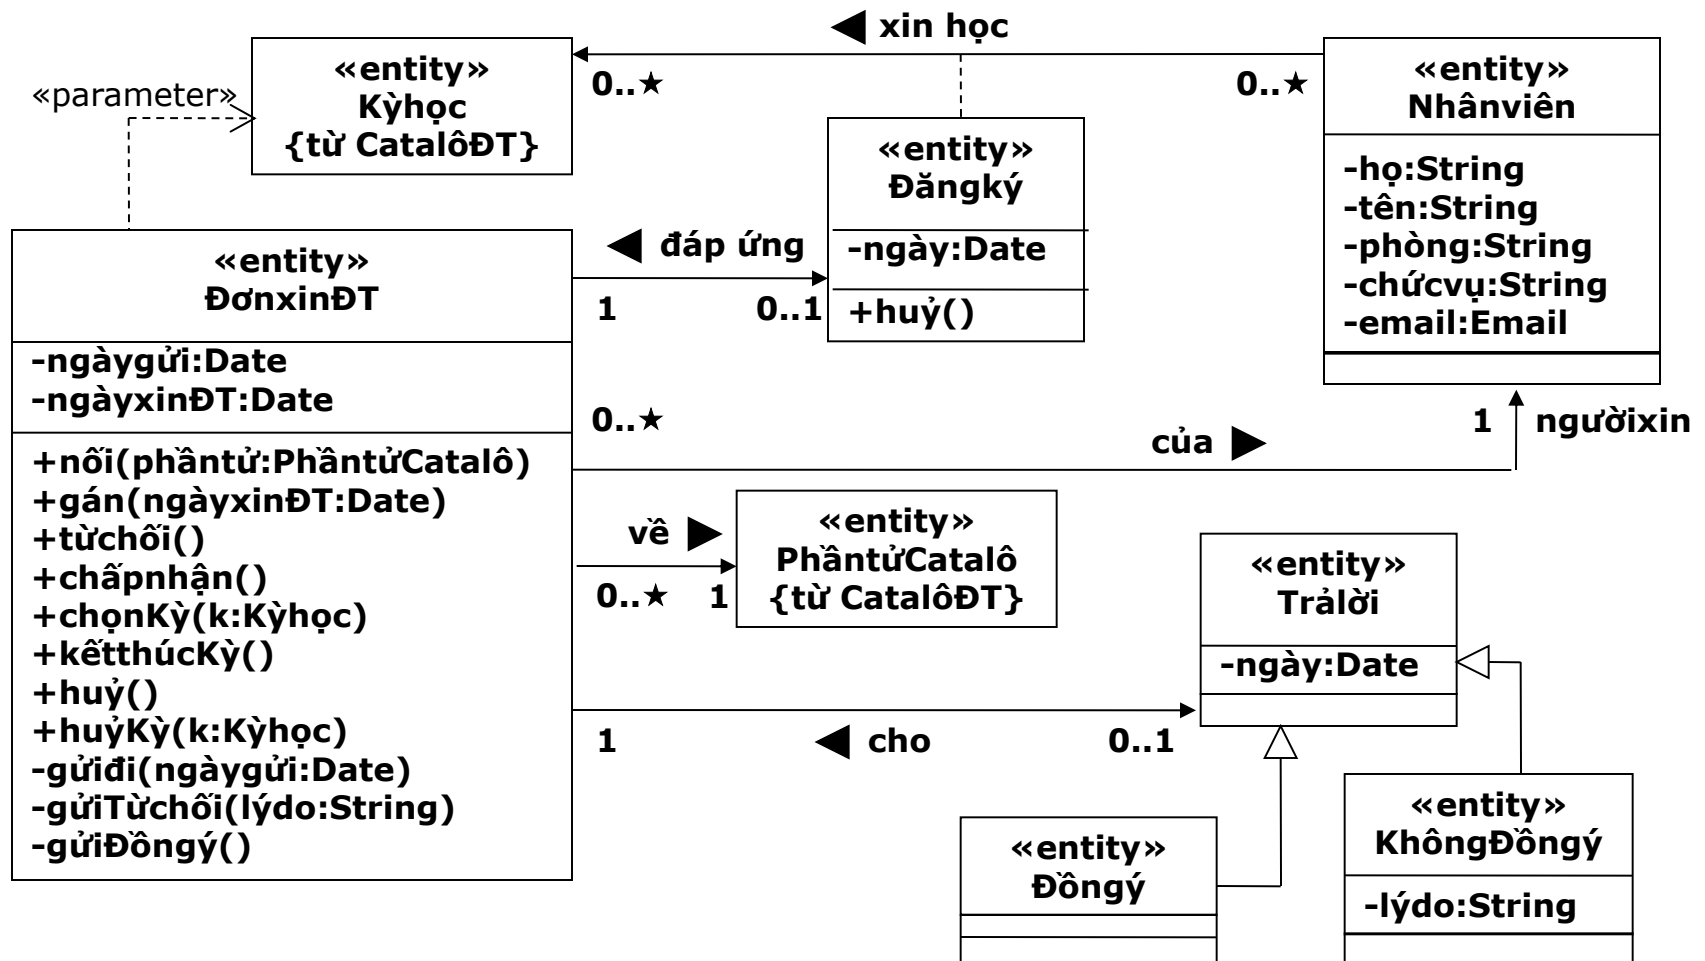 ◀ xin học
«entity»
Kỳhọc
{từ CatalôĐT}
«parameter»
0..★
0..★
«entity»
Nhânviên
-họ:String
-tên:String
-phòng:String
-chứcvụ:String
-email:Email
«entity»
Đăngký
-ngày:Date
+huỷ()
◀ đáp ứng
1
0..1
«entity»
ĐơnxinĐT
-ngàygửi:Date
-ngàyxinĐT:Date
+nối(phầntử:PhầntửCatalô)
+gán(ngàyxinĐT:Date)
+từchối()
+chấpnhận()
+chọnKỳ(k:Kỳhọc)
+kếtthúcKỳ()
+huỷ()
+huỷKỳ(k:Kỳhọc)
-gửiđi(ngàygửi:Date)
-gửiTừchối(lýdo:String)
-gửiĐồngý()
0..★
của ▶
1 ngườixin
về ▶
0..★ 1
«entity»
PhầntửCatalô
{từ CatalôĐT}
«entity»
Trảlời
-ngày:Date
1
◀ cho
0..1
«entity»
Đồngý
«entity»
KhôngĐồngý
-lýdo:String